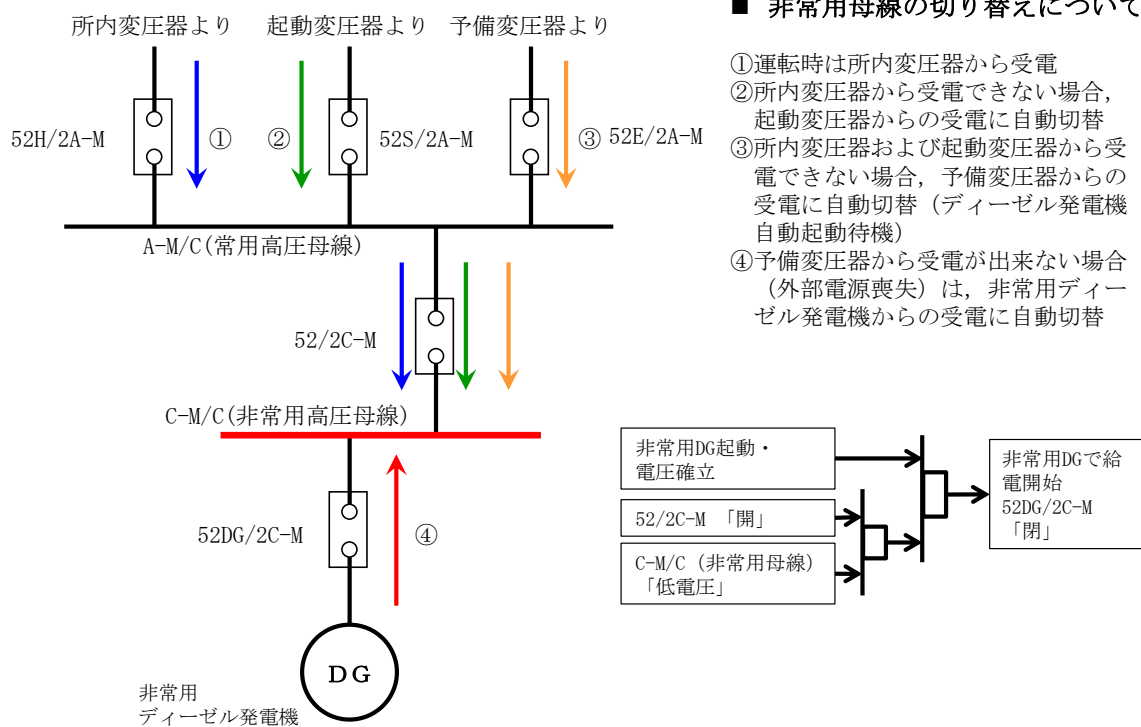 所内変圧器より
起動変圧器より
予備変圧器より
52H/2A-M
①
②
52S/2A-M
③
52E/2A-M
A-M/C(常用高圧母線)
52/2C-M
C-M/C(非常用高圧母線)
52DG/2C-M
④
DG
非常用
ディーゼル発電機
■ 非常用母線の切り替えについて
①運転時は所内変圧器から受電
②所内変圧器から受電できない場合,
起動変圧器からの受電に自動切替
③所内変圧器および起動変圧器から受
電できない場合, 予備変圧器からの
受電に自動切替（ディーゼル発電機
自動起動待機）
④予備変圧器から受電が出来ない場合
（外部電源喪失）は, 非常用ディー
ゼル発電機からの受電に自動切替
非常用DG起動・
電圧確立
52/2C-M 「開」
C-M/C（非常用母線）
「低電圧」
非常用DGで給
電開始
52DG/2C-M
「閉」